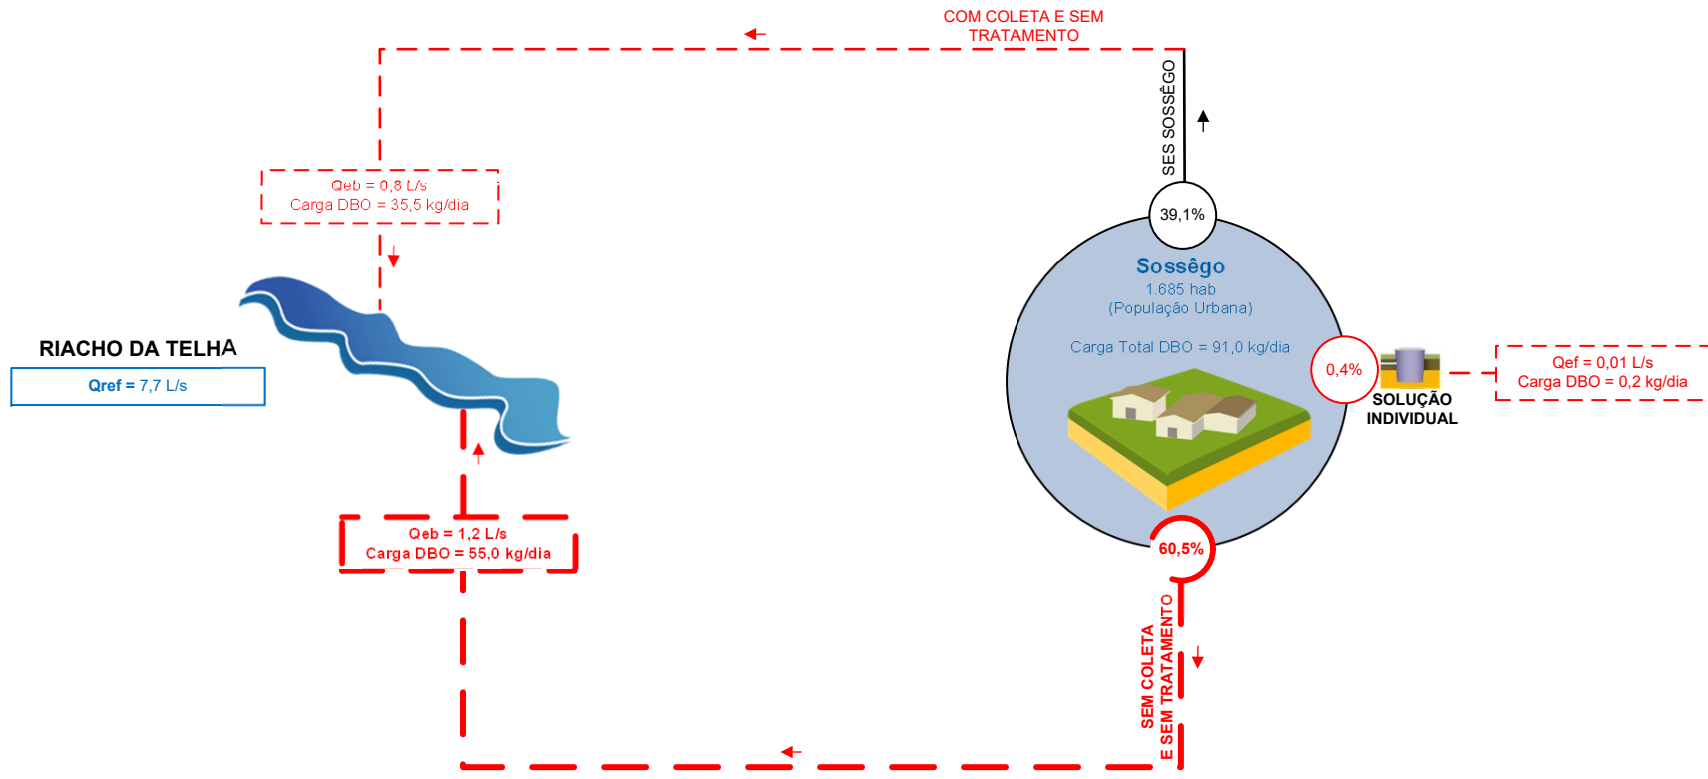 COM COLETA E SEM
TRATAMENTO
SES SOSSÊGO
Qeb = 0,8 L/s
Carga DBO = 35,5 kg/dia
39,1%
Sossêgo
1.685 hab
(População Urbana)
Carga Total DBO = 91,0 kg/dia
RIACHO DA TELHA
Qref = 7,7 L/s
0,4%
SOLUÇÃO
INDIVIDUAL
Qef = 0,01 L/s
Carga DBO = 0,2 kg/dia
Qeb = 1,2 L/s
Carga DBO = 55,0 kg/dia
60,5%
SEM COLETA
E SEM TRATAMENTO